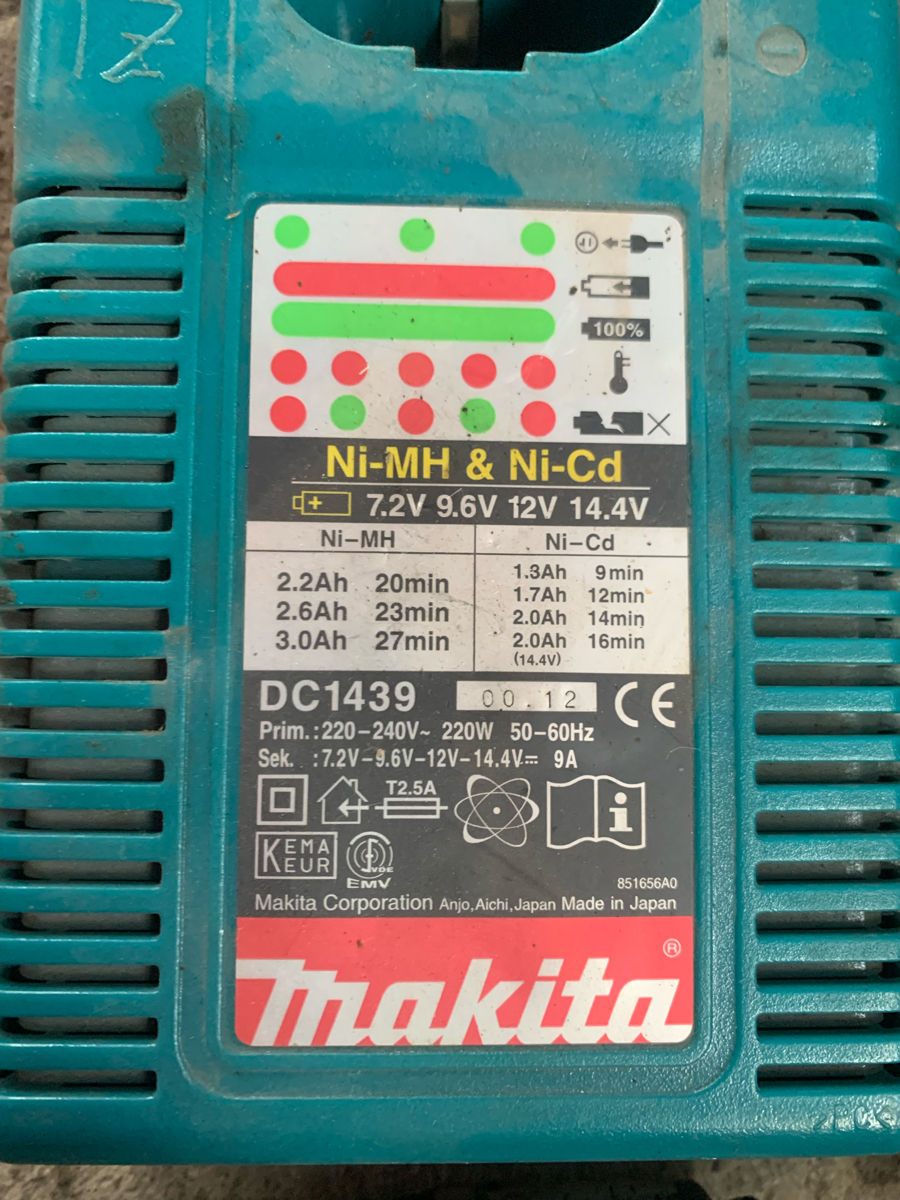 Z
100%
Ni-MH & Ni-Cd
7.2V 9.6V 12V 14.4V
Ni-MH
2.2Ah 20min
2.6Ah 23min
3.0Ah 27min
Ni-Cd
1.3Ah 9min
1.7Ah 12min
2.0Ah 14min
2.0Ah 16min
(14.4V)
DC1439 00.12 CE
Prim.:220-240V~ 220W 50-60Hz
Sek. :7.2V-9.6V-12V-14.4V⎓ 9A
T2.5A
i
KEMA
KEUR
VDE
EMV
851656A0
Makita Corporation Anjo,Aichi,Japan Made in Japan
makita®